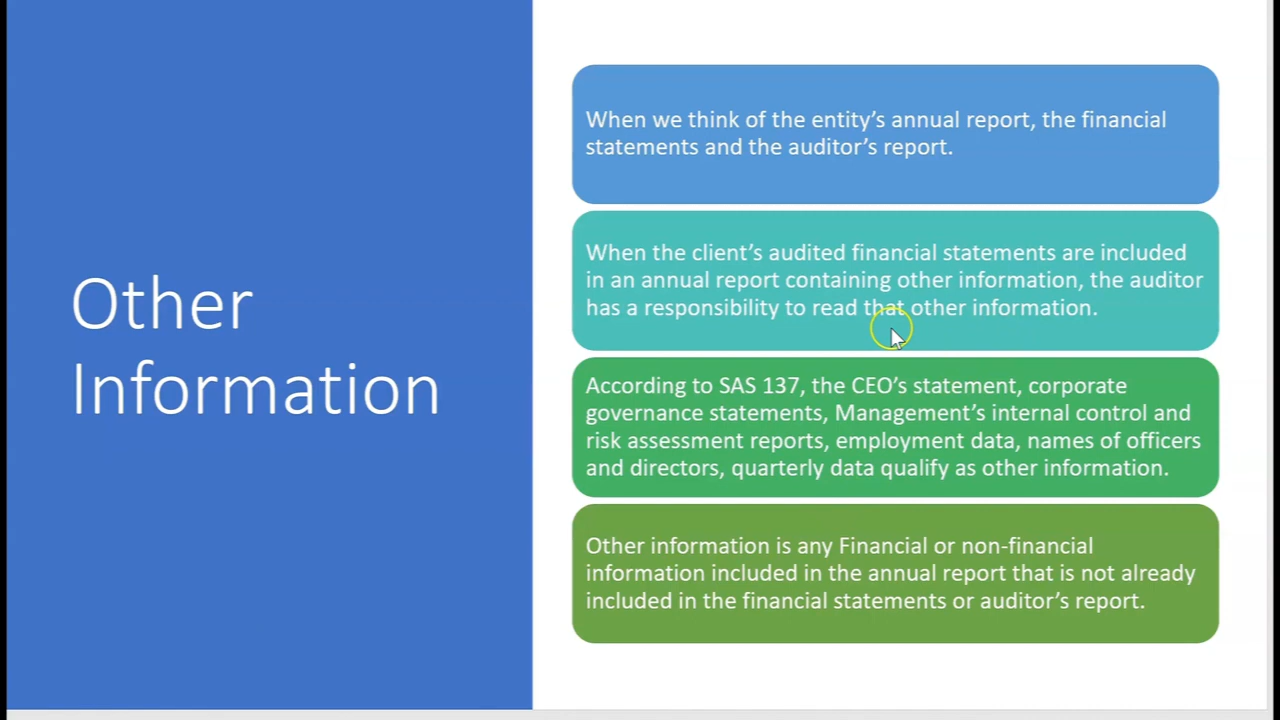 Other
Information
When we think of the entity's annual report, the financial
statements and the auditor's report.
When the client's audited financial statements are included
in an annual report containing other information, the auditor
has a responsibility to read that other information.
According to SAS 137, the CEO's statement, corporate
governance statements, Management's internal control and
risk assessment reports, employment data, names of officers
and directors, quarterly data qualify as other information.
Other information is any Financial or non-financial
information included in the annual report that is not already
included in the financial statements or auditor's report.